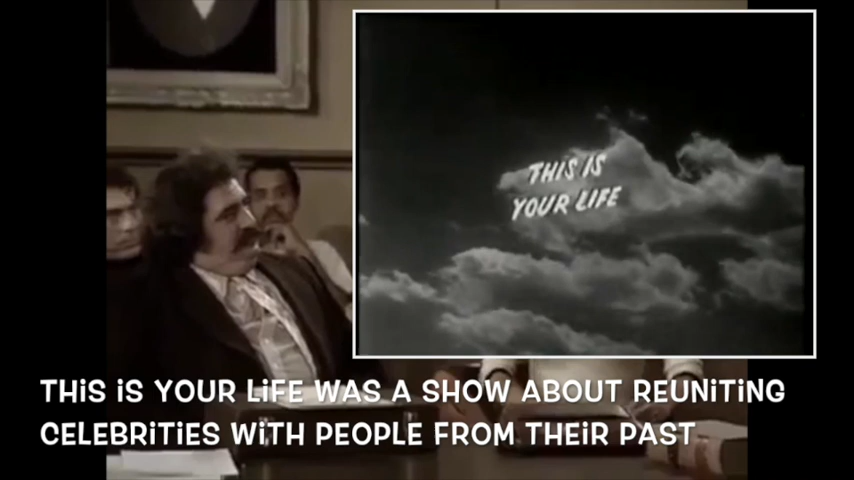 THIS IS
YOUR LIFE
THIS IS YOUR LIFE WAS A SHOW ABOUT REUNITING
CELEBRITIES WITH PEOPLE FROM THEIR PAST